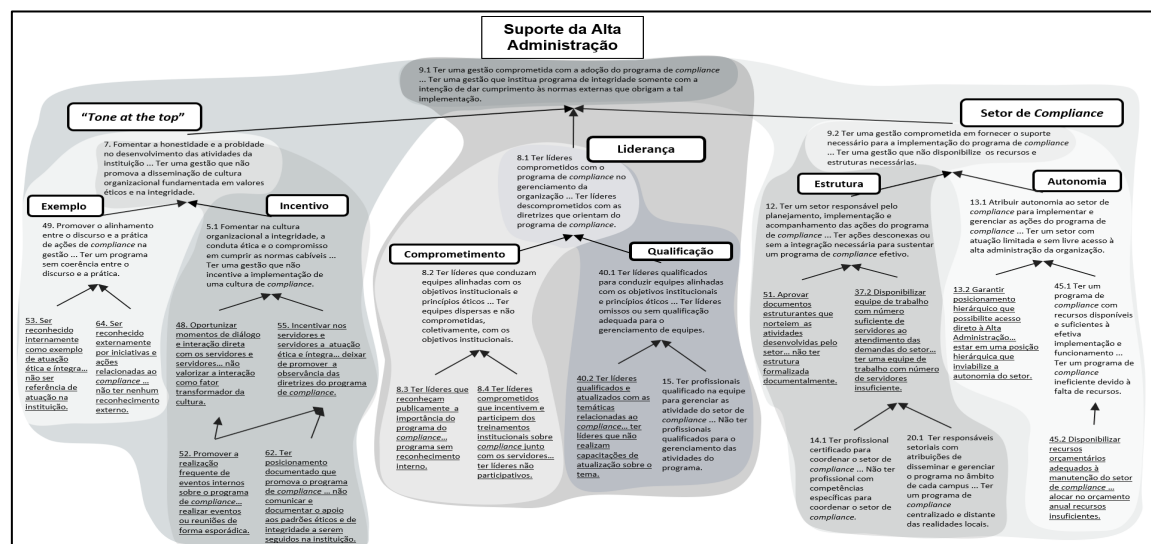 Suporte da Alta
Administração
9.1 Ter uma gestão comprometida com a adoção do programa de compliance
... Ter uma gestão que institua programa de integridade somente com a
intenção de dar cumprimento às normas externas que obrigam a tal
implementação.
"Tone at the top"
7. Fomentar a honestidade e a probidade
no desenvolvimento das atividades da
instituição ... Ter uma gestão que não
promova a disseminação de cultura
organizacional fundamentada em valores
éticos e na integridade.
Exemplo
49. Promover o alinhamento
entre o discurso e a prática
de ações de compliance na
gestão ... Ter um programa
sem coerência entre o
discurso e a prática.
53. Ser
reconhecido
internamente
como exemplo
de atuação
ética e íntegra...
não ser
referência de
atuação na
instituição.
64. Ser
reconhecido
externamente
por iniciativas e
ações
relacionadas ao
compliance ...
não ter nenhum
reconhecimento
externo.
Incentivo
5.1 Fomentar na cultura
organizacional a integridade, a
conduta ética e o compromisso
em cumprir as normas cabíveis ...
Ter uma gestão que não
incentive a implementação de
uma cultura de compliance.
48. Oportunizar
momentos de diálogo
e interação direta
com os servidores e
servidores... não
valorizar a interação
como fator
transformador da
cultura.
55. Incentivar nos
servidores e
servidores a atuação
ética e íntegra... deixar
de promover a
observância das
diretrizes do programa
de compliance.
52. Promover a
realização
frequente de
eventos internos
sobre o programa
de compliance...
realizar eventos
ou reuniões de
forma esporádica.
62. Ter
posicionamento
documentado que
promova o programa
de compliance ... não
comunicar e
documentar o apoio
aos padrões éticos e de
integridade a serem
seguidos na instituição.
Liderança
8.1 Ter líderes
comprometidos com o
programa de compliance no
gerenciamento da
organização ... Ter líderes
descomprometidos com as
diretrizes que orientam do
programa de compliance.
Comprometimento
8.2 Ter líderes que conduzam
equipes alinhadas com os
objetivos institucionais e
princípios éticos ... Ter
equipes dispersas e não
comprometidas,
coletivamente, com os
objetivos institucionais.
8.3 Ter líderes que
reconheçam
publicamente a
importância do
programa do
compliance...
programa sem
reconhecimento
interno.
8.4 Ter líderes
comprometidos
que incentivem e
participem dos
treinamentos
institucionais sobre
compliance junto
com os servidores...
ter líderes não
participativos.
Qualificação
40.1 Ter líderes qualificados
para conduzir equipes alinhadas
com os objetivos institucionais
e princípios éticos ... Ter líderes
omissos ou sem qualificação
adequada para o
gerenciamento de equipes.
40.2 Ter líderes
qualificados e
atualizados com as
temáticas
relacionadas ao
compliance... ter
líderes que não
realizam
capacitações de
atualização sobre o
tema.
15. Ter profissionais
qualificado na equipe
para gerenciar as
atividade do setor de
compliance ... Não ter
profissionais
qualificados para o
gerenciamento das
atividades do
programa.
Setor de Compliance
9.2 Ter uma gestão comprometida em fornecer o suporte
necessário para a implementação do programa de compliance
... Ter uma gestão que não disponibilize os recursos e
estruturas necessárias.
Estrutura
12. Ter um setor responsável pelo
planejamento, implementação e
acompanhamento das ações do programa
de compliance ... Ter ações desconexas ou
sem a integração necessária para sustentar
um programa de compliance efetivo.
51. Aprovar
documentos
estruturantes
que norteiem as
atividades
desenvolvidas pelo
setor... não ter
estrutura
formalizada
documentalmente.
37.2 Disponibilizar
equipe de trabalho
com número
suficiente de
servidores ao
atendimento das
demandas do setor...
ter uma equipe de
trabalho com número
de servidores
insuficiente.
14.1 Ter profissional
certificado para
coordenar o setor de
compliance ... Não ter
profissional com
competências
específicas para
coordenar o setor de
compliance.
20.1 Ter responsáveis
setoriais com
atribuições de
disseminar e gerenciar
o programa no âmbito
de cada campus ... Ter
um programa de
compliance
centralizado e distante
das realidades locais.
Autonomia
13.1 Atribuir autonomia ao setor de
compliance para implementar e
gerenciar as ações do programa de
compliance ... Ter um setor com
atuação limitada e sem livre acesso à
alta administração da organização.
13.2 Garantir
posicionamento
hierárquico que
possibilite acesso
direto à Alta
Administração...
estar em uma posição
hierárquica que
inviabilize a
autonomia do setor.
45.1 Ter um
programa de
compliance com
recursos disponíveis
e suficientes à
efetiva
implementação e
funcionamento ...
Ter um programa de
compliance
ineficiente devido à
falta de recursos.
45.2 Disponibilizar
recursos
orçamentários
adequados à
manutenção do setor
de compliance ...
alocar no orçamento
anual recursos
insuficientes.